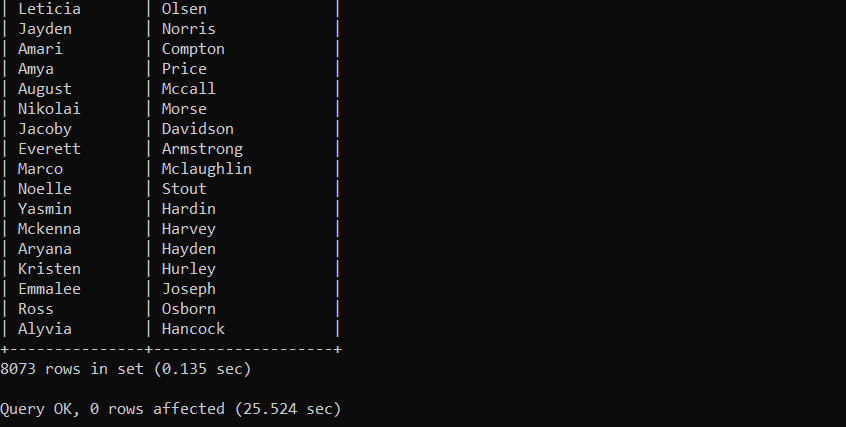 | Leticia       | Olsen              |
| Jayden        | Norris             |
| Amari         | Compton            |
| Amya          | Price              |
| August        | Mccall             |
| Nikolai       | Morse              |
| Jacoby        | Davidson           |
| Everett       | Armstrong          |
| Marco         | Mclaughlin         |
| Noelle        | Stout              |
| Yasmin        | Hardin             |
| Mckenna       | Harvey             |
| Aryana        | Hayden             |
| Kristen       | Hurley             |
| Emmalee       | Joseph             |
| Ross          | Osborn             |
| Alyvia        | Hancock            |
+---------------+--------------------+
8073 rows in set (0.135 sec)
Query OK, 0 rows affected (25.524 sec)